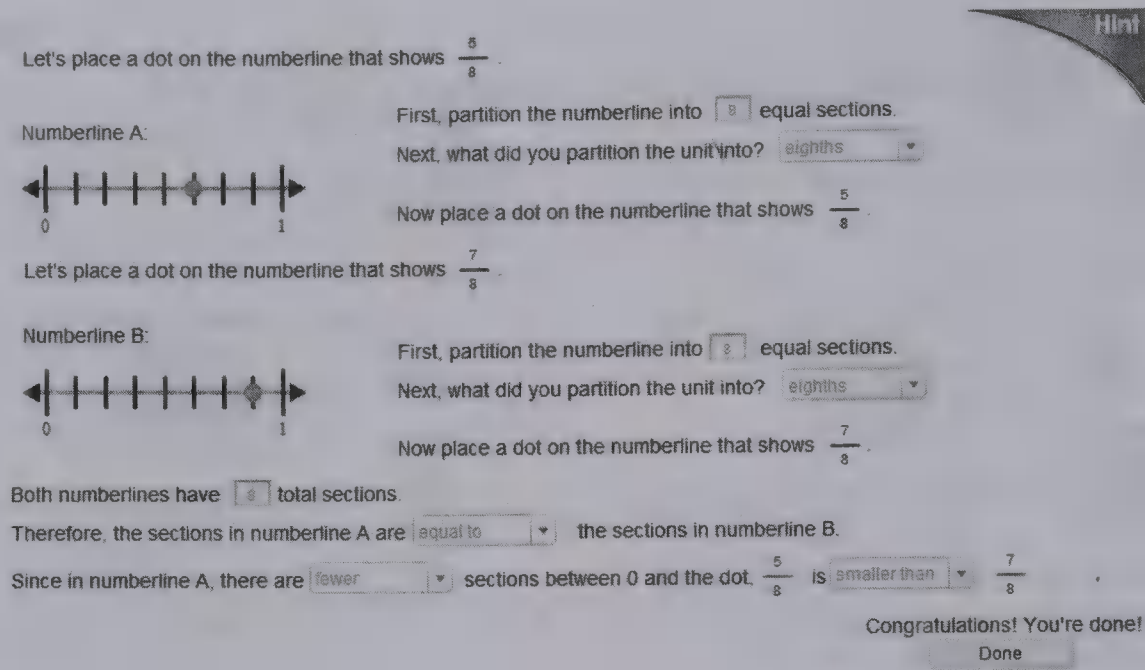 Hint
Let's place a dot on the numberline that shows 5/8 .
First, partition the numberline into 8 equal sections.
Numberline A:
Next, what did you partition the unit into? eighths
0 1
Now place a dot on the numberline that shows 5/8 .
Let's place a dot on the numberline that shows 7/8 .
Numberline B:
First, partition the numberline into 8 equal sections.
Next, what did you partition the unit into? eighths
0 1
Now place a dot on the numberline that shows 7/8 .
Both numberlines have 8 total sections.
Therefore, the sections in numberline A are equal to the sections in numberline B.
Since in numberline A, there are fewer sections between 0 and the dot, 5/8 is smaller than 7/8 .
Congratulations! You're done!
Done